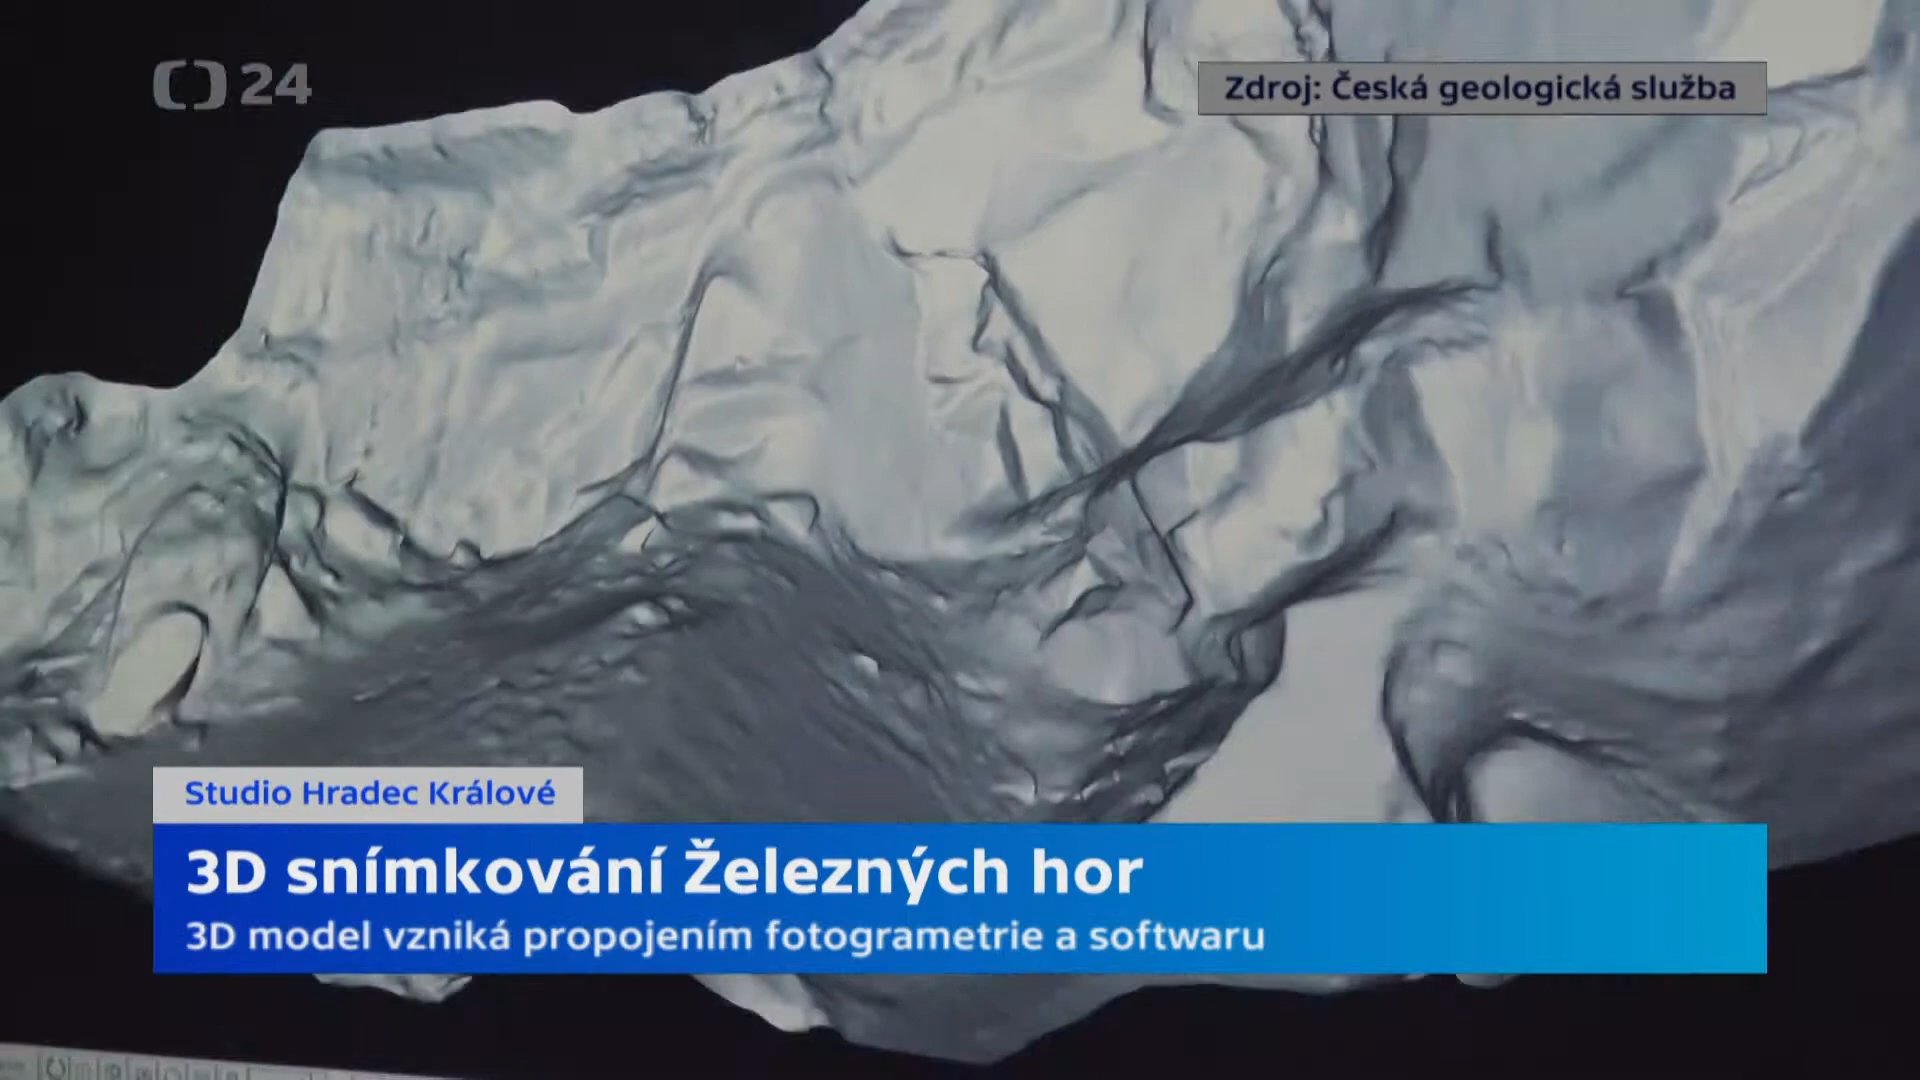 24
Zdroj: Česká geologická služba
Studio Hradec Králové
3D snímkování Železných hor
3D model vzniká propojením fotogrametrie a softwaru